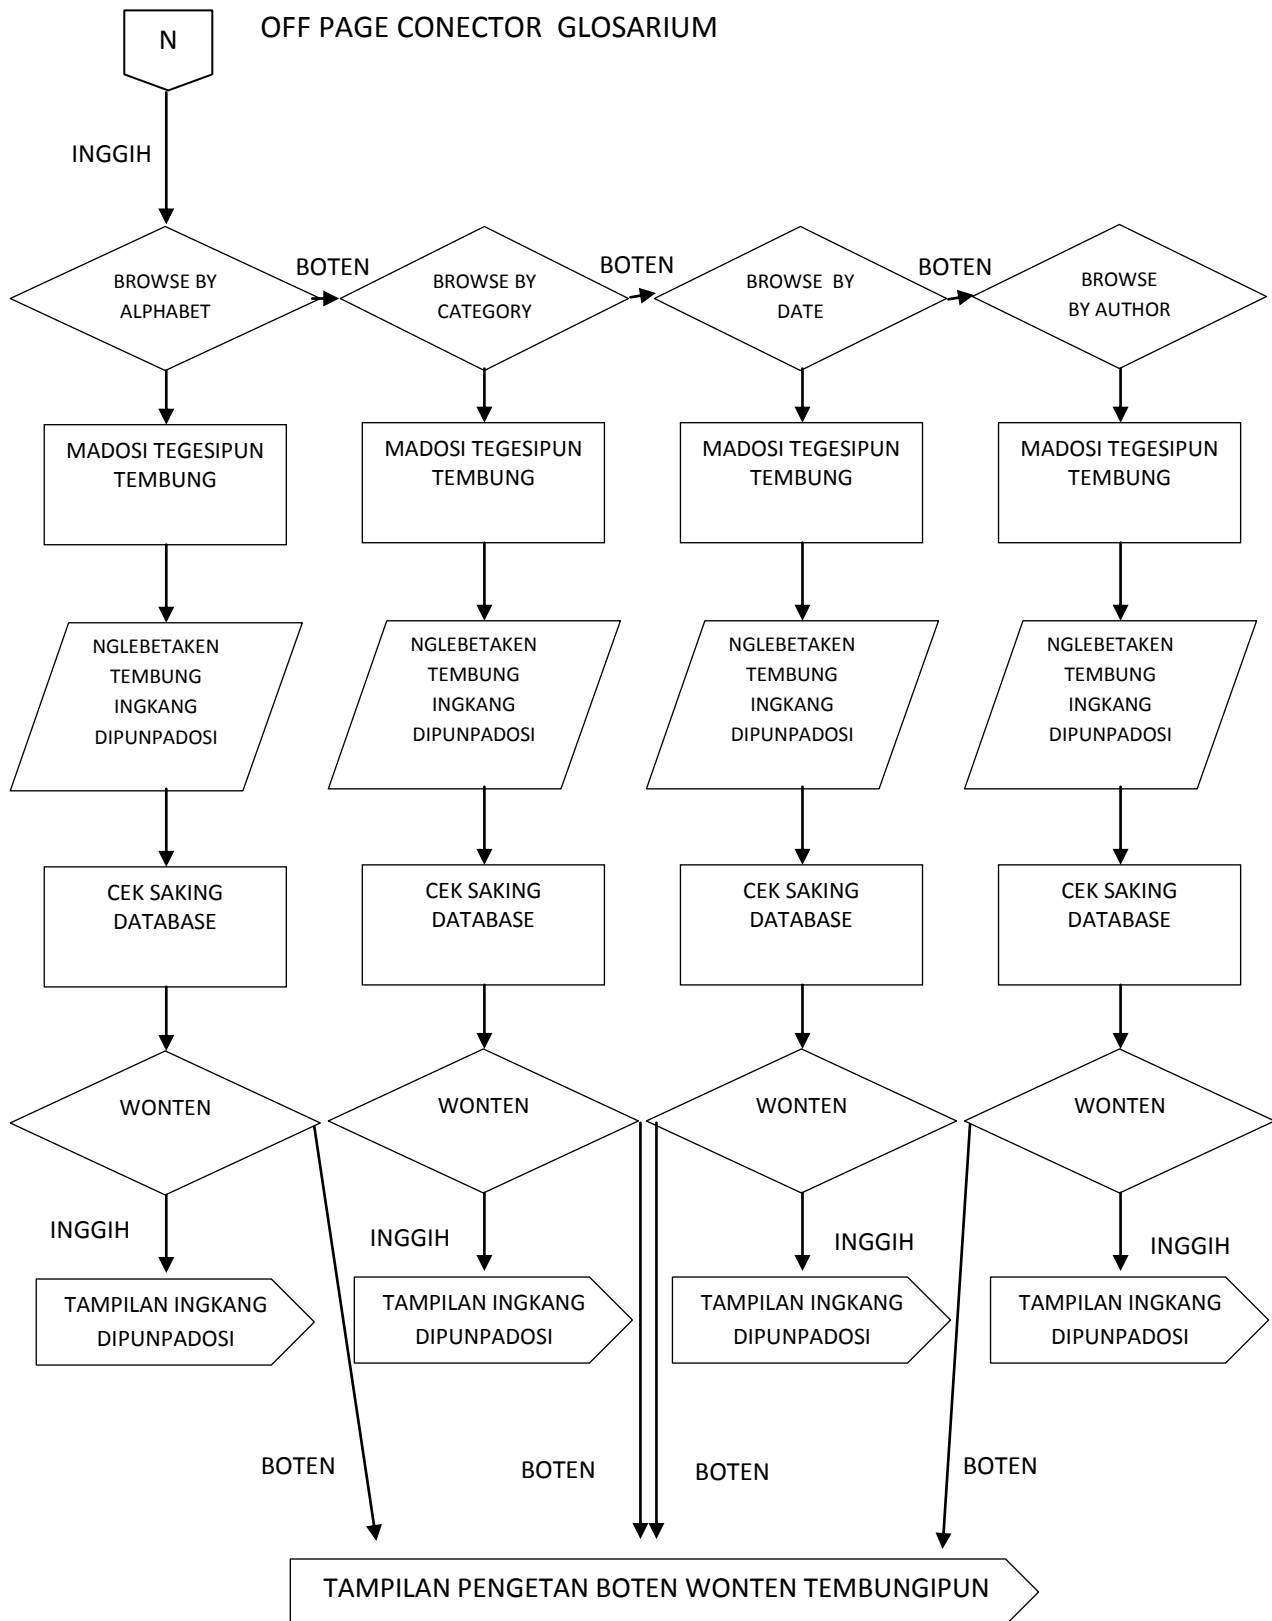 N
OFF PAGE CONECTOR GLOSARIUM
INGGIH
BROWSE BY
ALPHABET
BOTEN
BROWSE BY
CATEGORY
BOTEN
BROWSE BY
DATE
BOTEN
BROWSE
BY AUTHOR
MADOSI TEGESIPUN
TEMBUNG
MADOSI TEGESIPUN
TEMBUNG
MADOSI TEGESIPUN
TEMBUNG
MADOSI TEGESIPUN
TEMBUNG
NGLEBETAKEN
TEMBUNG
INGKANG
DIPUNPADOSI
NGLEBETAKEN
TEMBUNG
INGKANG
DIPUNPADOSI
NGLEBETAKEN
TEMBUNG
INGKANG
DIPUNPADOSI
NGLEBETAKEN
TEMBUNG
INGKANG
DIPUNPADOSI
CEK SAKING
DATABASE
CEK SAKING
DATABASE
CEK SAKING
DATABASE
CEK SAKING
DATABASE
WONTEN
WONTEN
WONTEN
WONTEN
INGGIH
INGGIH
INGGIH
INGGIH
TAMPILAN INGKANG
DIPUNPADOSI
TAMPILAN INGKANG
DIPUNPADOSI
TAMPILAN INGKANG
DIPUNPADOSI
TAMPILAN INGKANG
DIPUNPADOSI
BOTEN
BOTEN
BOTEN
BOTEN
TAMPILAN PENGETAN BOTEN WONTEN TEMBUNGIPUN